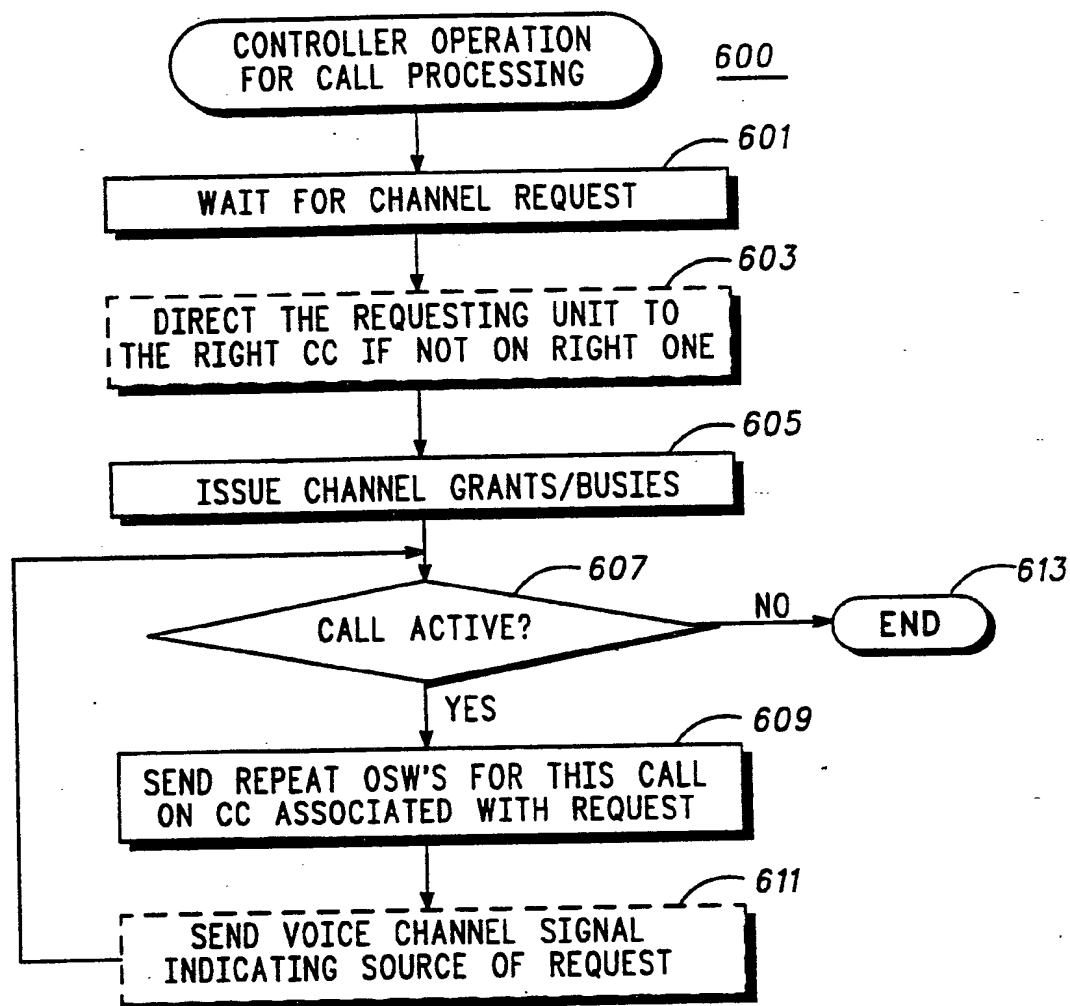 CONTROLLER OPERATION
FOR CALL PROCESSING
600
601
WAIT FOR CHANNEL REQUEST
603
DIRECT THE REQUESTING UNIT TO
THE RIGHT CC IF NOT ON RIGHT ONE
605
ISSUE CHANNEL GRANTS/BUSIES
607
CALL ACTIVE?
NO
613
END
YES
609
SEND REPEAT OSW'S FOR THIS CALL
ON CC ASSOCIATED WITH REQUEST
611
SEND VOICE CHANNEL SIGNAL
INDICATING SOURCE OF REQUEST